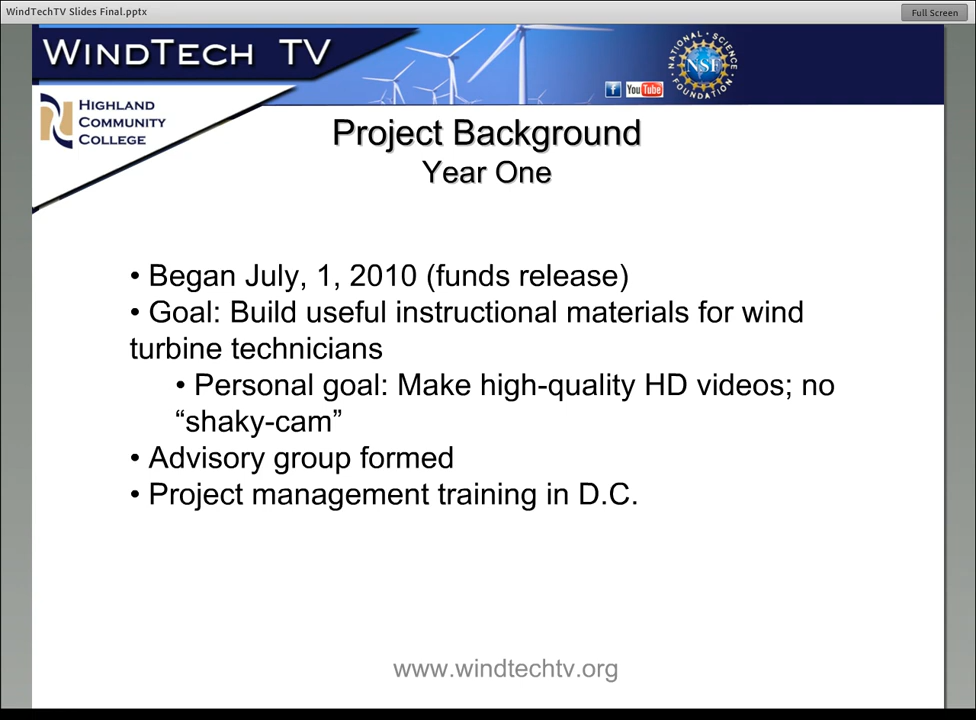 WindTechTV Slides Final.pptx
Full Screen
WINDTECH TV
NATIONAL SCIENCE FOUNDATION
NSF
f
YouTube
HIGHLAND
COMMUNITY
COLLEGE
Project Background
Year One
• Began July, 1, 2010 (funds release)
• Goal: Build useful instructional materials for wind
turbine technicians
• Personal goal: Make high-quality HD videos; no
“shaky-cam”
• Advisory group formed
• Project management training in D.C.
www.windtechtv.org